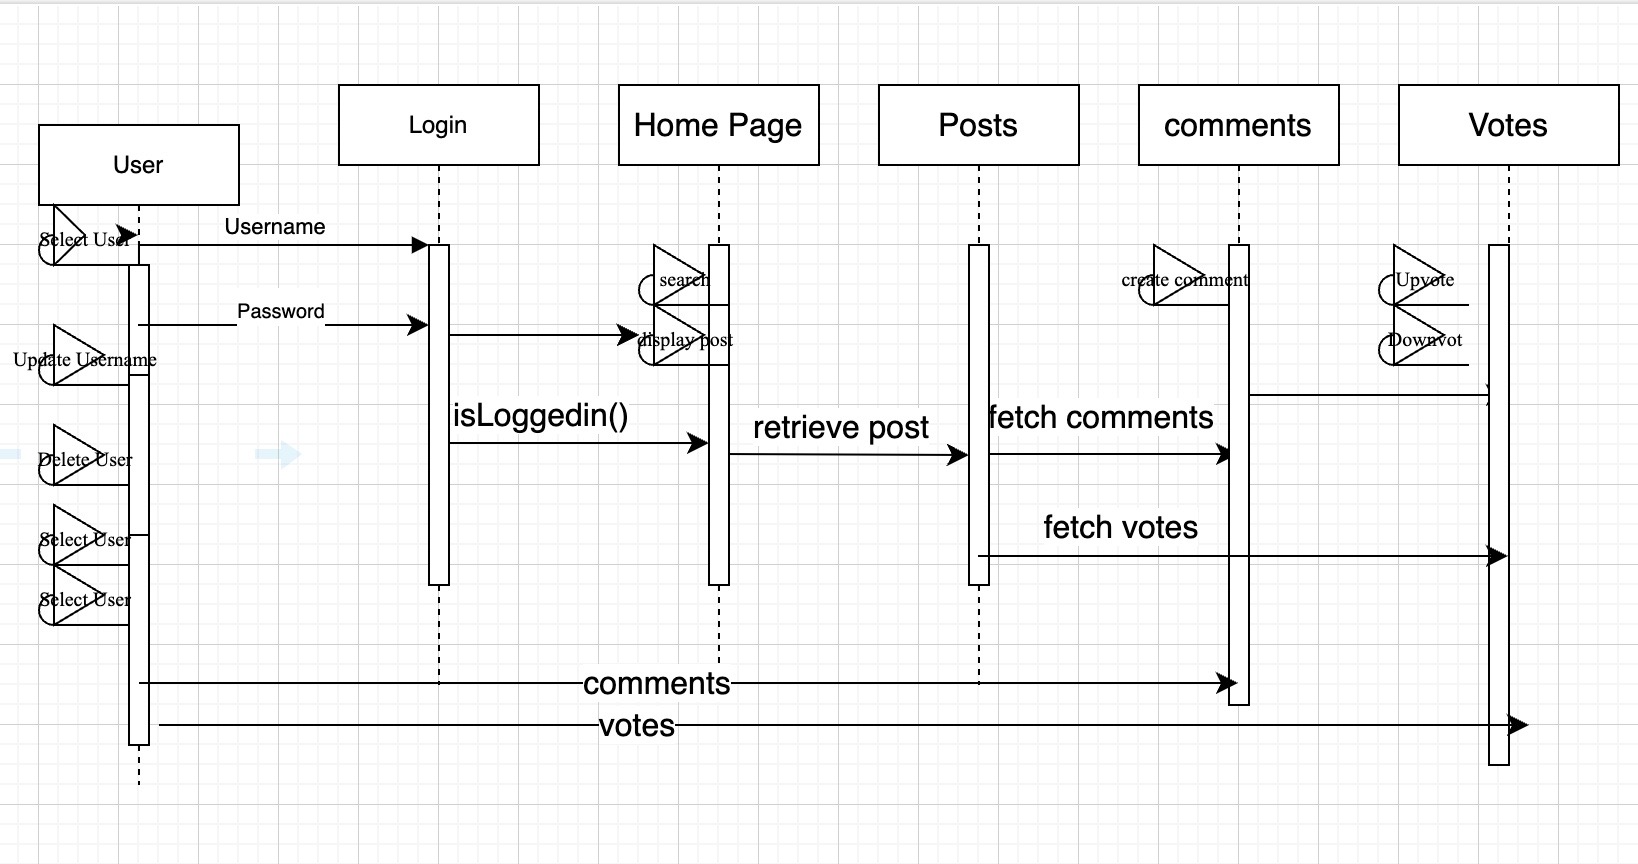 Login
Home Page
Posts
comments
Votes
User
Username
Select User
search
create comment
Upvote
Password
display post
Downvot
Update Username
isLoggedin()
retrieve post
fetch comments
Delete User
fetch votes
Select User
Select User
comments
votes